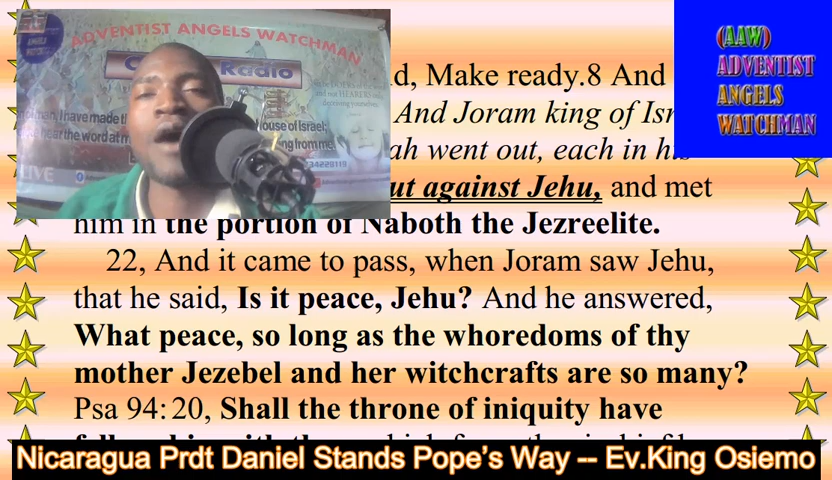 ADVENTIST ANGELS WATCHMAN
Radio
house of Israel;
LIVE
(AAW)
ADVENTIST
ANGELS
WATCHMAN
Make ready.8 And
And Joram king of
went out, each in
against Jehu, and met
him in the portion of Naboth the Jezreelite.
22, And it came to pass, when Joram saw Jehu,
that he said, Is it peace, Jehu? And he answered,
What peace, so long as the whoredoms of thy
mother Jezebel and her witchcrafts are so many?
Psa 94:20, Shall the throne of iniquity have
Nicaragua Prdt Daniel Stands Pope’s Way -- Ev.King Osiemo